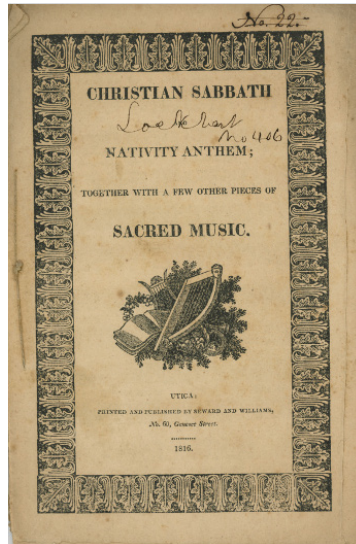 No. 22.
CHRISTIAN SABBATH
No 406
NATIVITY ANTHEM;
TOGETHER WITH A FEW OTHER PIECES OF
SACRED MUSIC.
UTICA:
PRINTED AND PUBLISHED BY SEWARD AND WILLIAMS,
No. 60, Genesee Street.
1816.